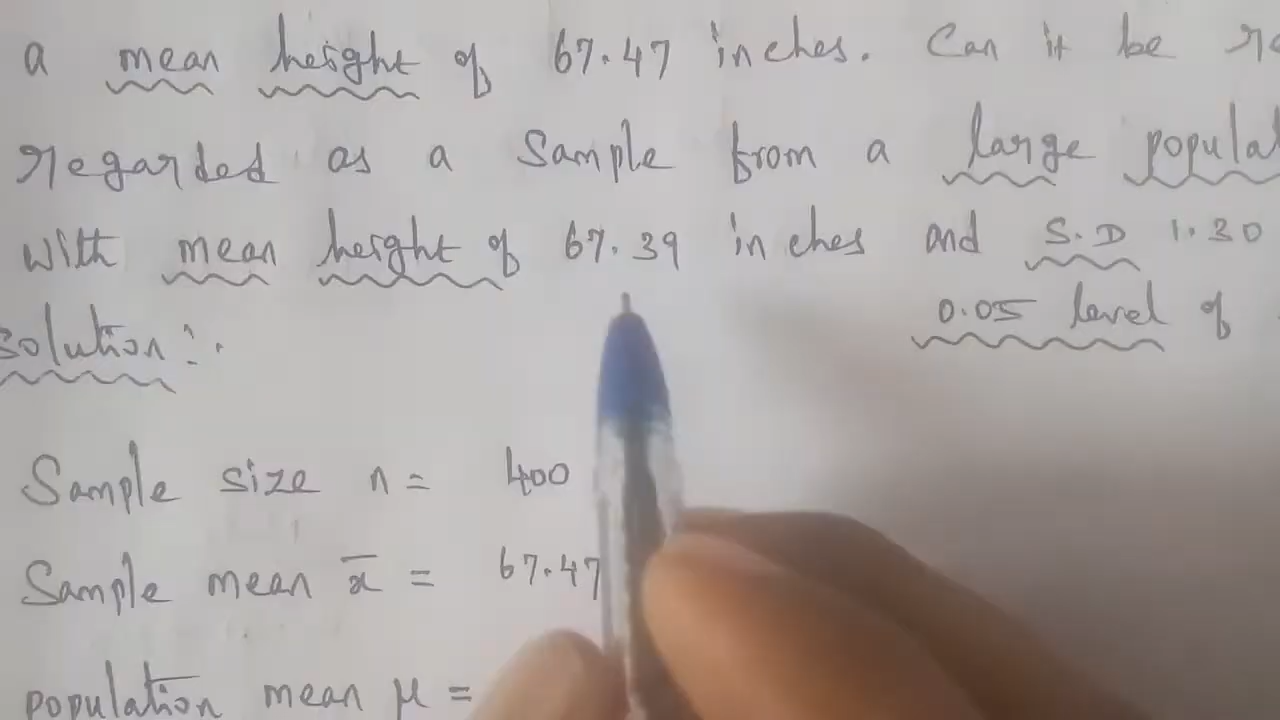 a mean height of 67.47 inches. Can it be
regarded as a Sample from a large
with mean height of 67.39 inches and S.D 1.30
0.05 level of
Solution:.
Sample size n = 400
Sample mean x̄ = 67.47
population mean μ =